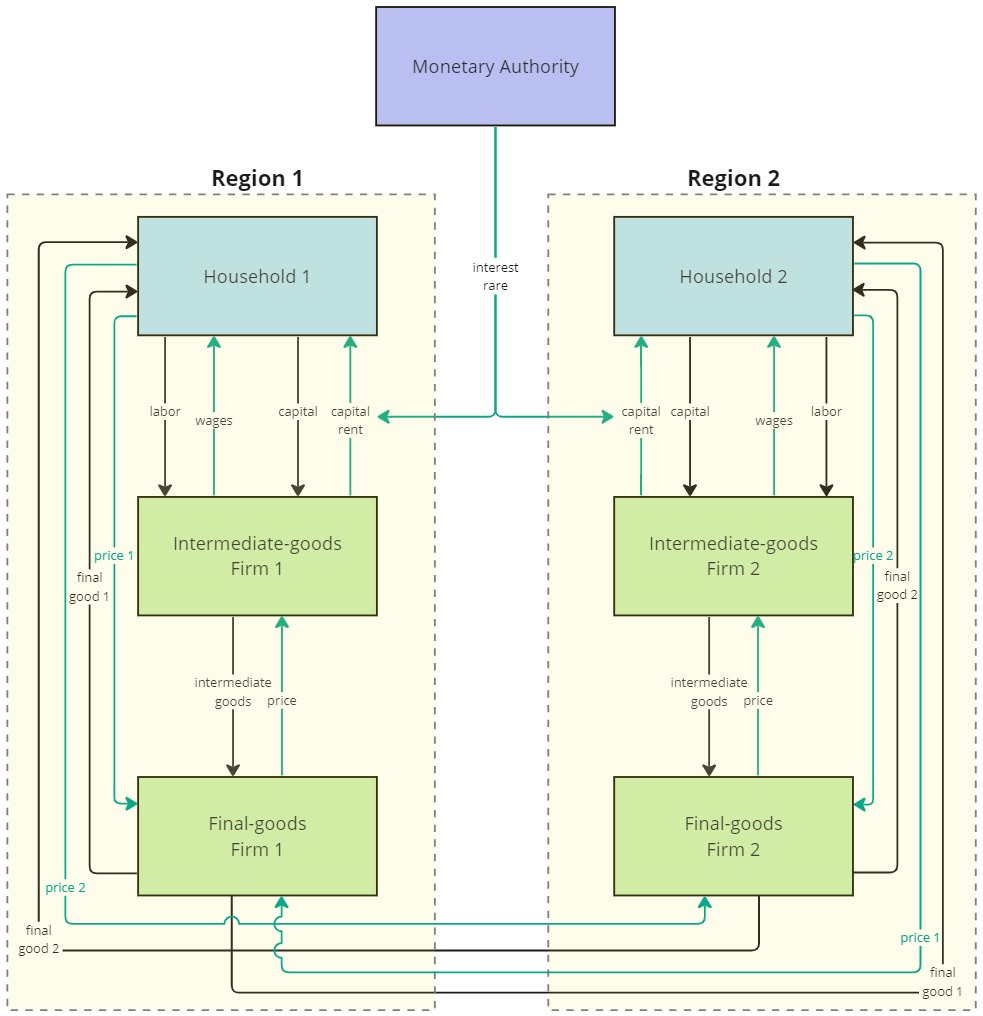 Monetary Authority
Region 1
Region 2
Household 1
Household 2
interest
rare
labor
wages
capital
capital
rent
capital
rent
capital
wages
labor
Intermediate-goods
Firm 1
Intermediate-goods
Firm 2
price 1
final
good 1
price 2
final
good 2
intermediate
goods
price
intermediate
goods
price
Final-goods
Firm 1
Final-goods
Firm 2
price 2
final
good 2
price 1
final
good 1